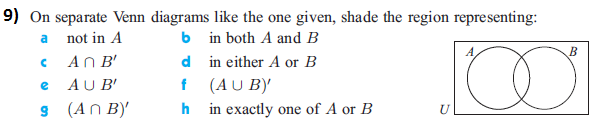 9) On separate Venn diagrams like the one given, shade the region representing:
a not in A b in both A and B
c A ∩ B′ d in either A or B
e A ∪ B′ f (A ∪ B)′
g (A ∩ B)′ h in exactly one of A or B
A B
U